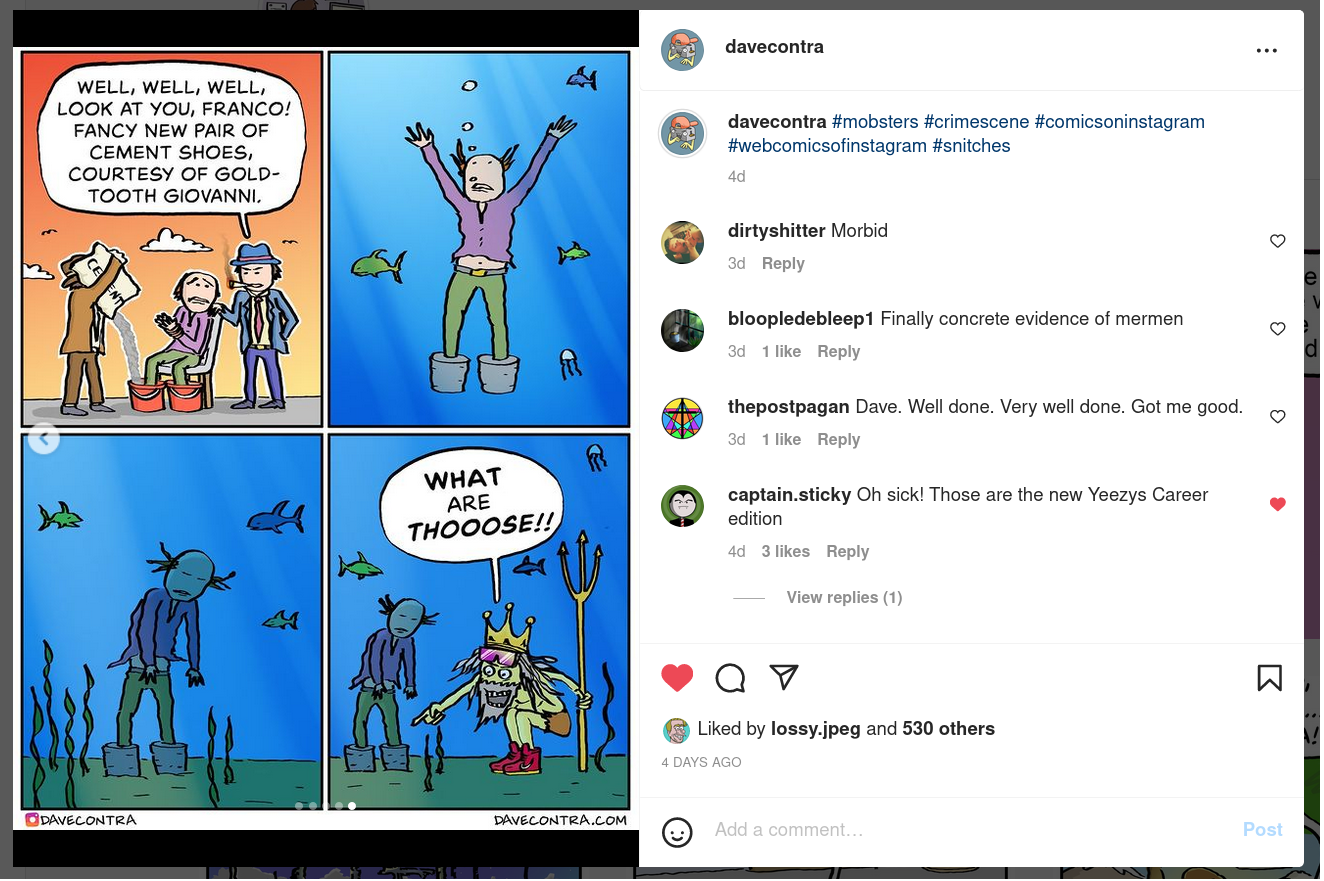 WELL, WELL, WELL,
LOOK AT YOU, FRANCO!
FANCY NEW PAIR OF
CEMENT SHOES,
COURTESY OF GOLD-
TOOTH GIOVANNI.
WHAT
ARE
THOOOSE!!
DAVECONTRA
DAVECONTRA.COM
davecontra
davecontra #mobsters #crimescene #comicsoninstagram
#webcomicsofinstagram #snitches
4d
dirtyshitter Morbid
3d Reply
bloopledebleep1 Finally concrete evidence of mermen
3d 1 like Reply
thepostpagan Dave. Well done. Very well done. Got me good.
3d 1 like Reply
captain.sticky Oh sick! Those are the new Yeezys Career
edition
4d 3 likes Reply
View replies (1)
Liked by lossy.jpeg and 530 others
4 DAYS AGO
Add a comment…
Post